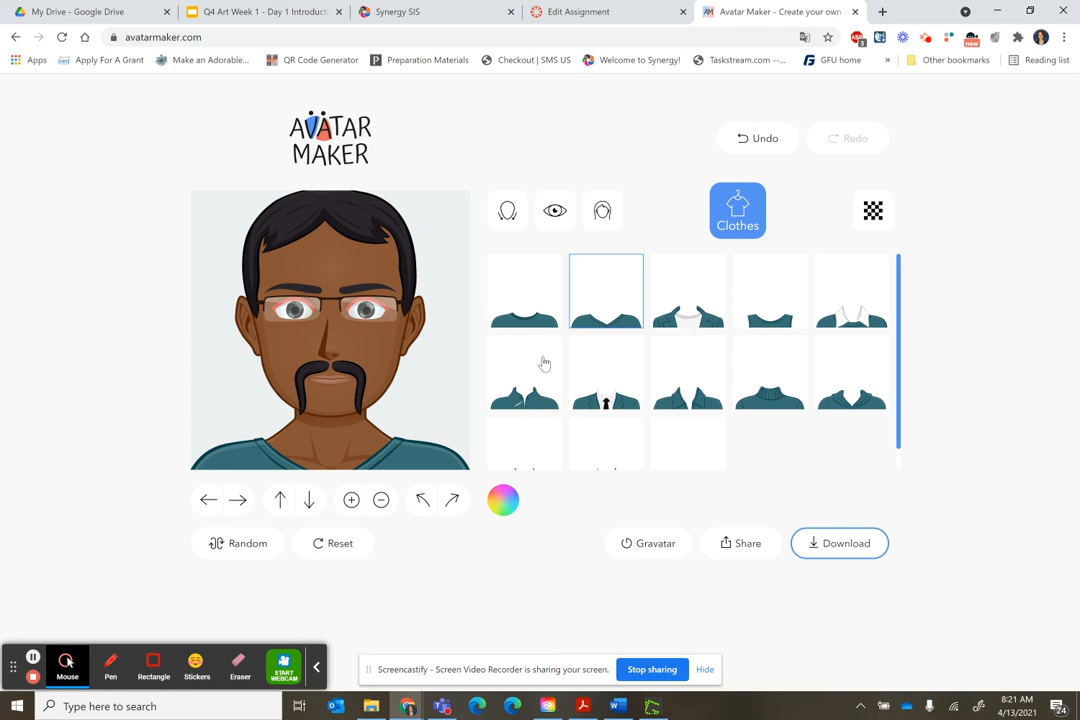 My Drive - Google Drive
Q4 Art Week 1 - Day 1 Introducti
Synergy SIS
Edit Assignment
Avatar Maker - Create your own
avatarmaker.com
3
new
Apps
Apply For A Grant
Make an Adorable...
QR Code Generator
Preparation Materials
Checkout | SMS US
Welcome to Synergy!
Taskstream.com --...
GFU home
»
Other bookmarks
Reading list
AVATAR
MAKER
Undo
Redo
Clothes
Random
Reset
Gravatar
Share
Download
Mouse
Pen
Rectangle
Stickers
Eraser
START
WEBCAM
Screencastify - Screen Video Recorder is sharing your screen.
Stop sharing
Hide
Type here to search
8:21 AM
4/13/2021
24